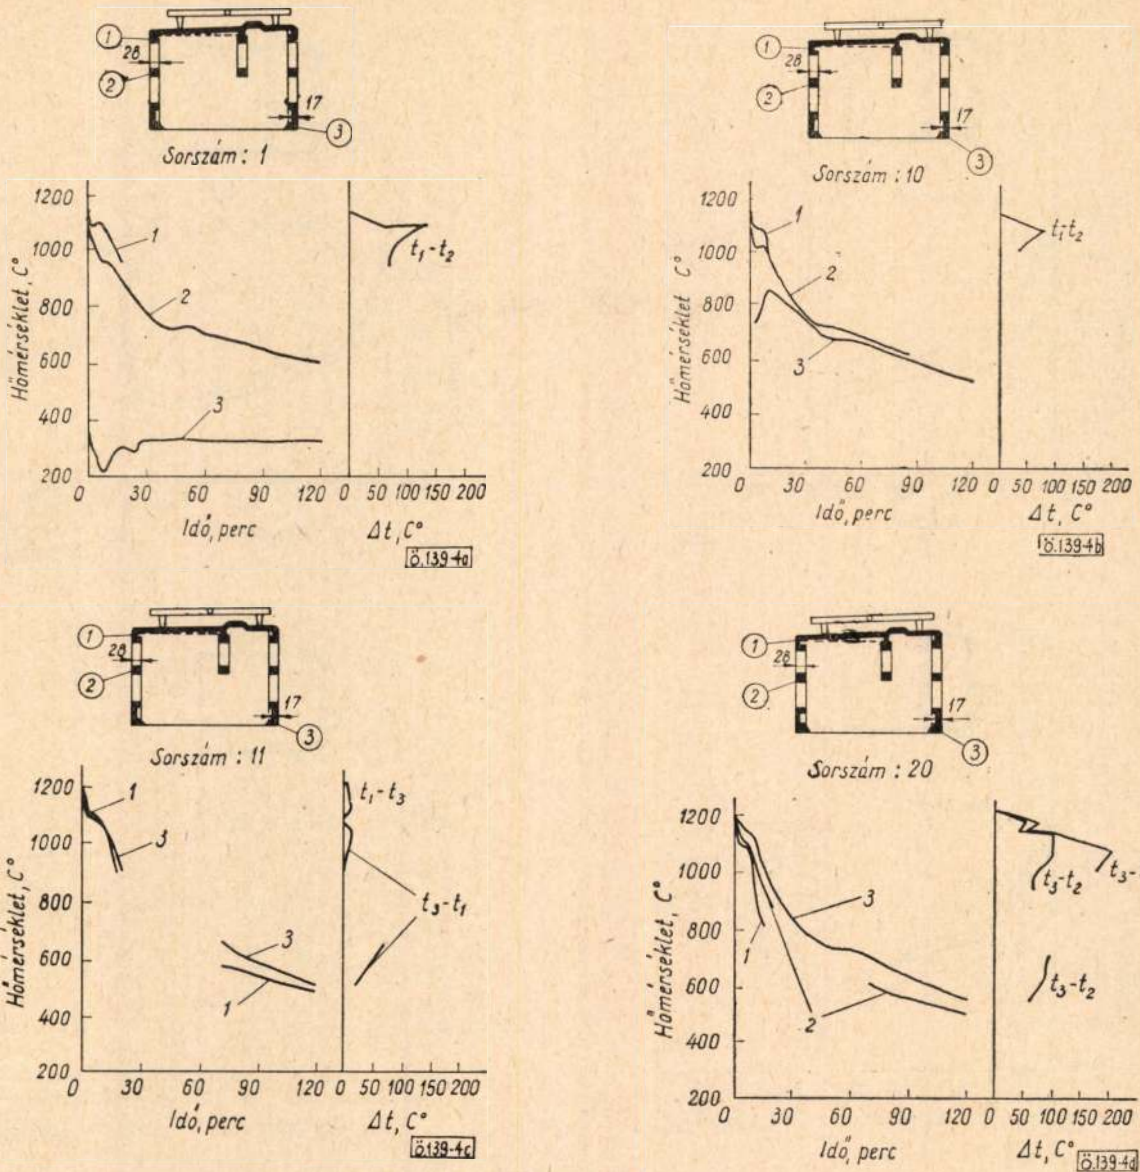 1
28
2
17
3
Sorszám : 1
1200
1000
800
600
400
200
Hőmérséklet, C°
1
2
3
t₁-t₂
0 30 60 90 120 0 50 100 150 200
Idő, perc
Δt, C°
Ö.139-4a
1
28
2
17
3
Sorszám : 10
1200
1000
800
600
400
200
Hőmérséklet C°
1
2
3
t₁-t₂
0 30 60 90 120 0 50 100 150 200
Idő, perc
Δt, C°
Ö.139-4b
1
28
2
17
3
Sorszám : 11
1200
1000
800
600
400
200
Hőmérséklet, C°
1
3
3
1
t₁-t₃
t₃-t₁
0 30 60 90 120 0 50 100 150 200
Idő, perc
Δt, C°
Ö.139-4c
1
28
2
17
3
Sorszám : 20
1200
1000
800
600
400
200
Hőmérséklet, C°
3
1
2
t₃-t₂
t₃-
t₃-t₂
0 30 60 90 120 0 50 100 150 200
Idő, perc
Δt, C°
Ö.139-4d